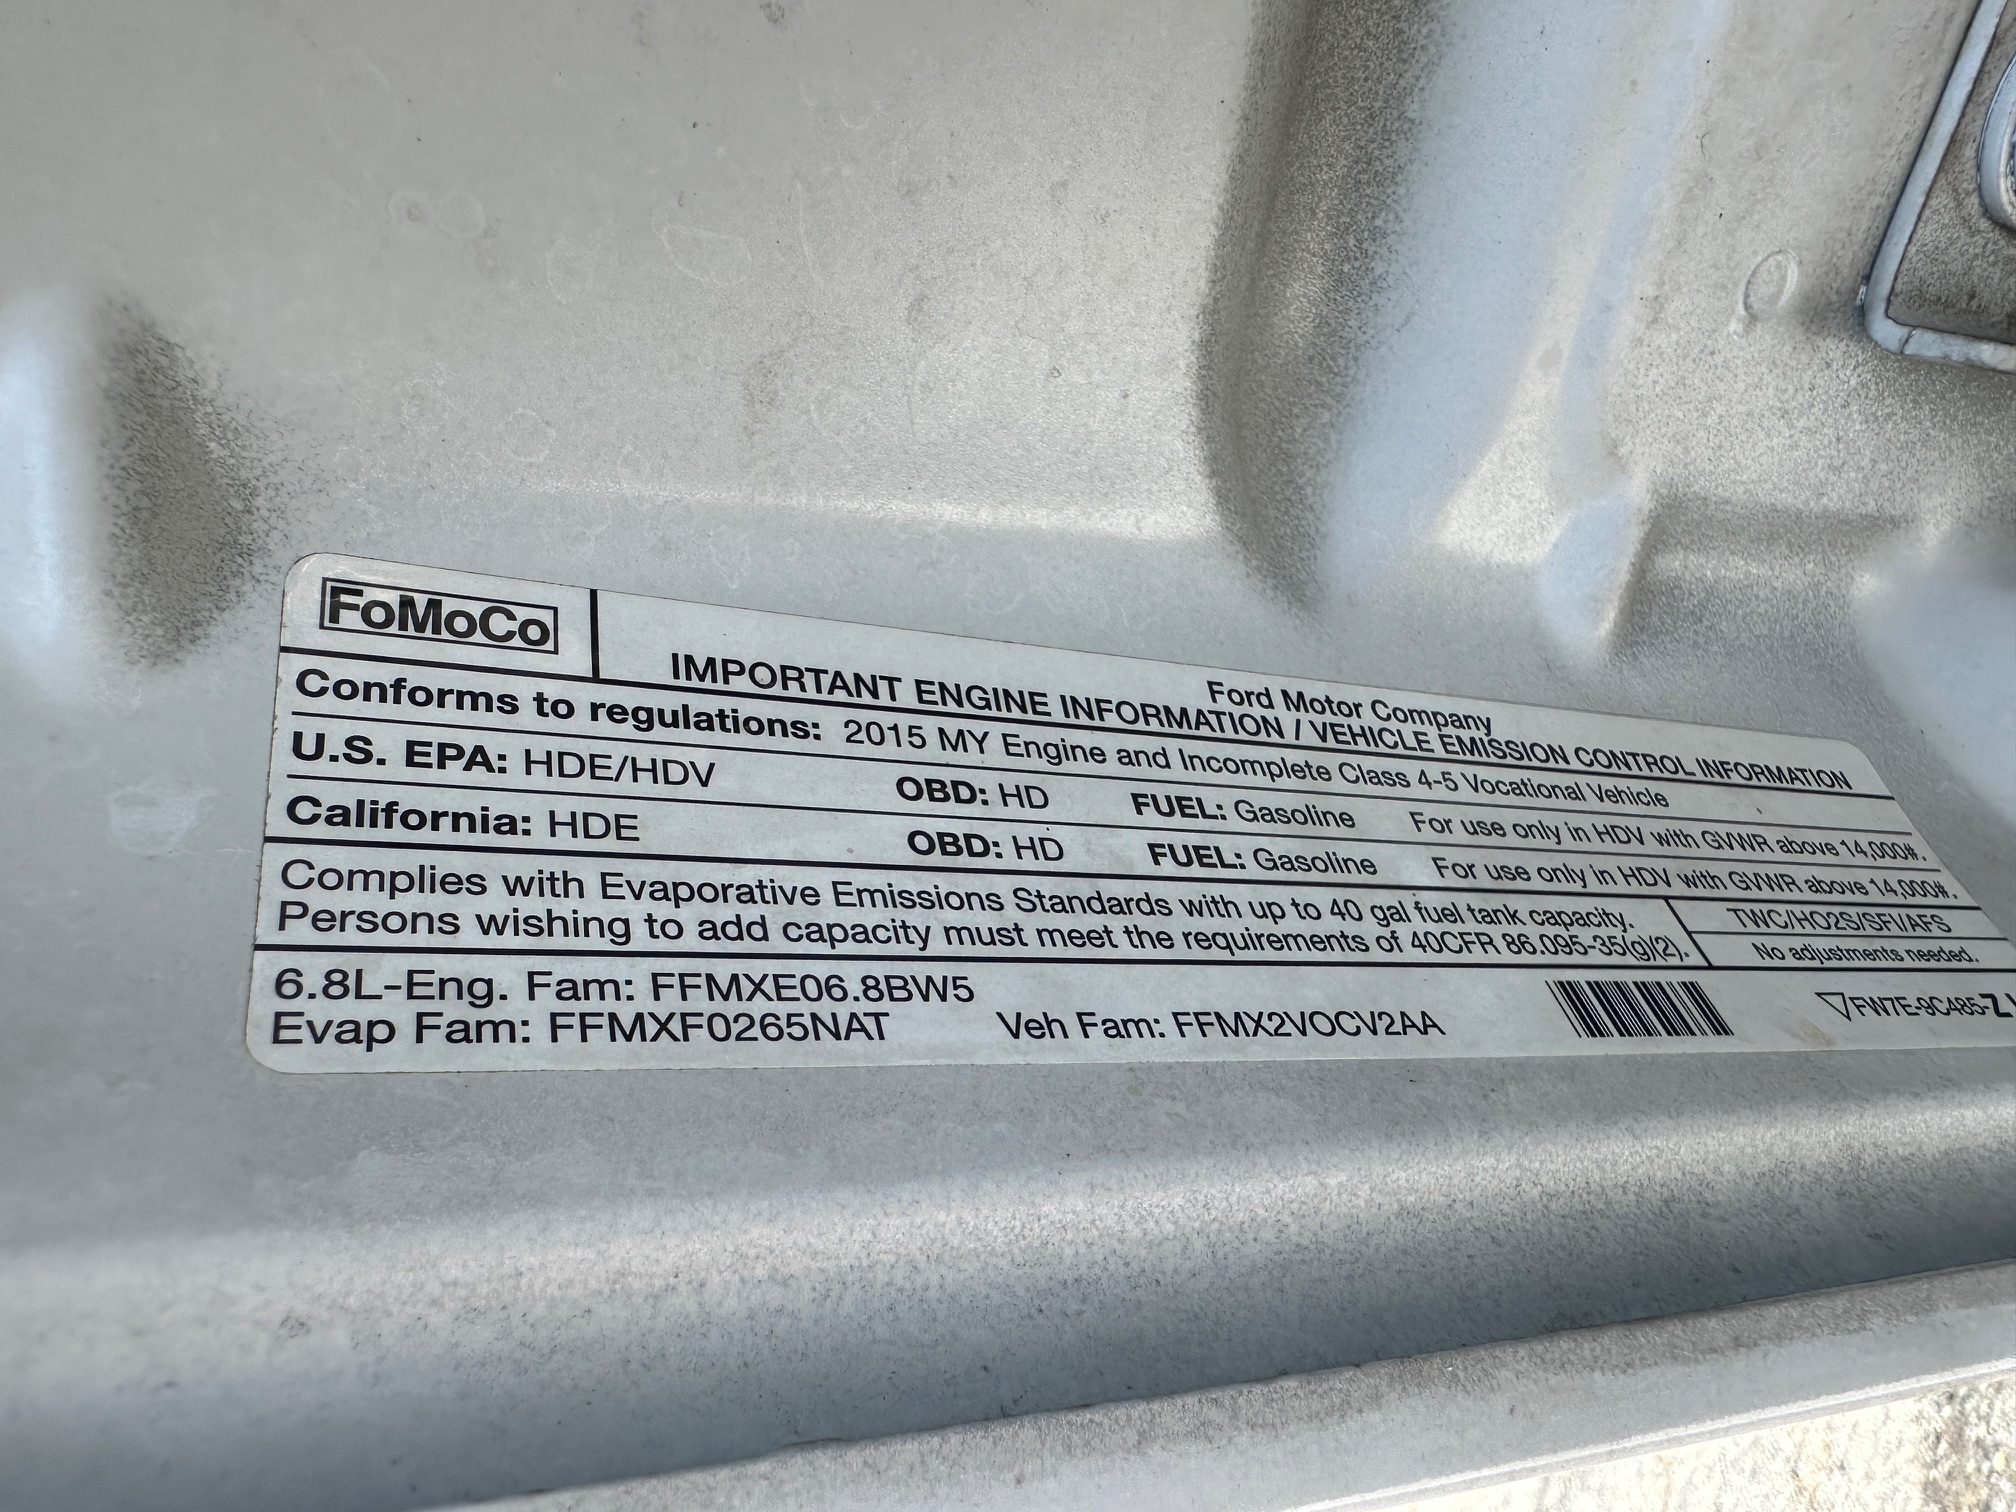 FoMoCo
Ford Motor Company
IMPORTANT ENGINE INFORMATION / VEHICLE EMISSION CONTROL INFORMATION
Conforms to regulations: 2015 MY Engine and Incomplete Class 4-5 Vocational Vehicle
U.S. EPA: HDE/HDV OBD: HD FUEL: Gasoline For use only in HDV with GVWR above 14,000#.
California: HDE OBD: HD FUEL: Gasoline For use only in HDV with GVWR above 14,000#.
Complies with Evaporative Emissions Standards with up to 40 gal fuel tank capacity.
Persons wishing to add capacity must meet the requirements of 40CFR 86.095-35(g)(2).
TWC/HO2S/SFI/AFS
No adjustments needed.
6.8L-Eng. Fam: FFMXE06.8BW5
Evap Fam: FFMXF0265NAT Veh Fam: FFMX2VOCV2AA
FW7E-9C485-Z